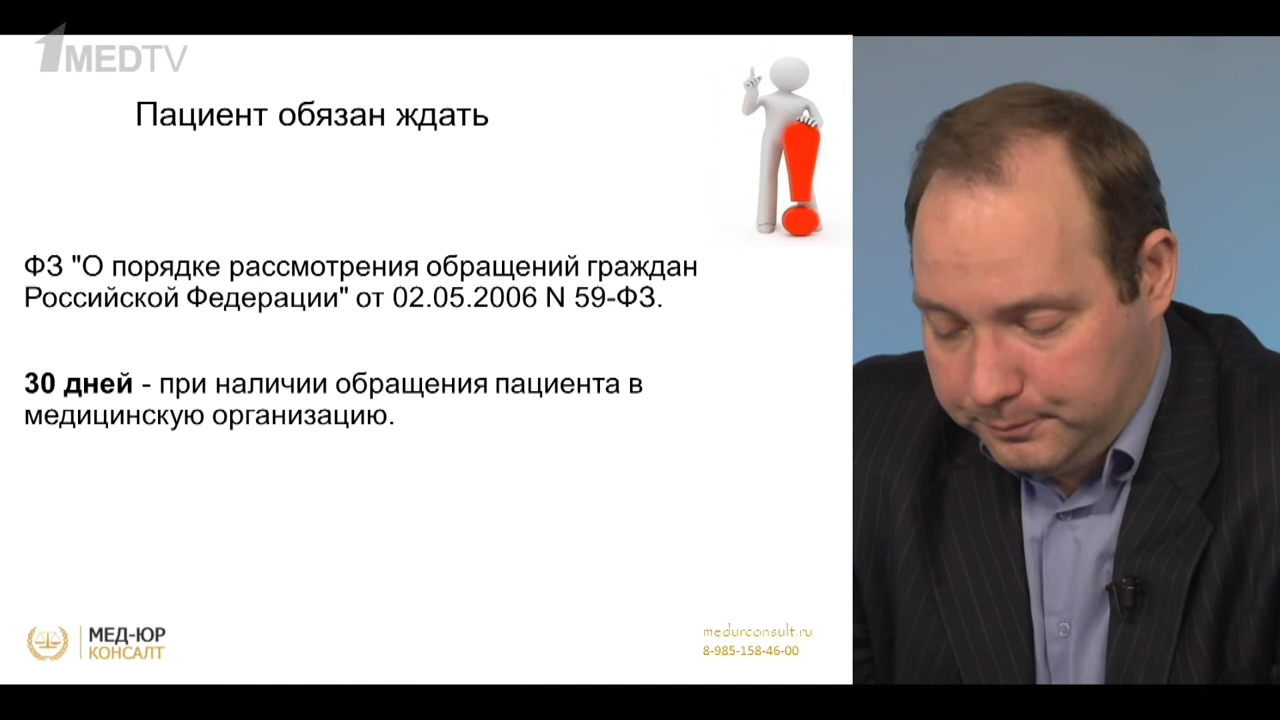 1MEDTV
Пациент обязан ждать
ФЗ "О порядке рассмотрения обращений граждан
Российской Федерации" от 02.05.2006 N 59-ФЗ.
30 дней - при наличии обращения пациента в
медицинскую организацию.
МЕД-ЮР
КОНСАЛТ
medurconsult.ru
8-985-158-46-00